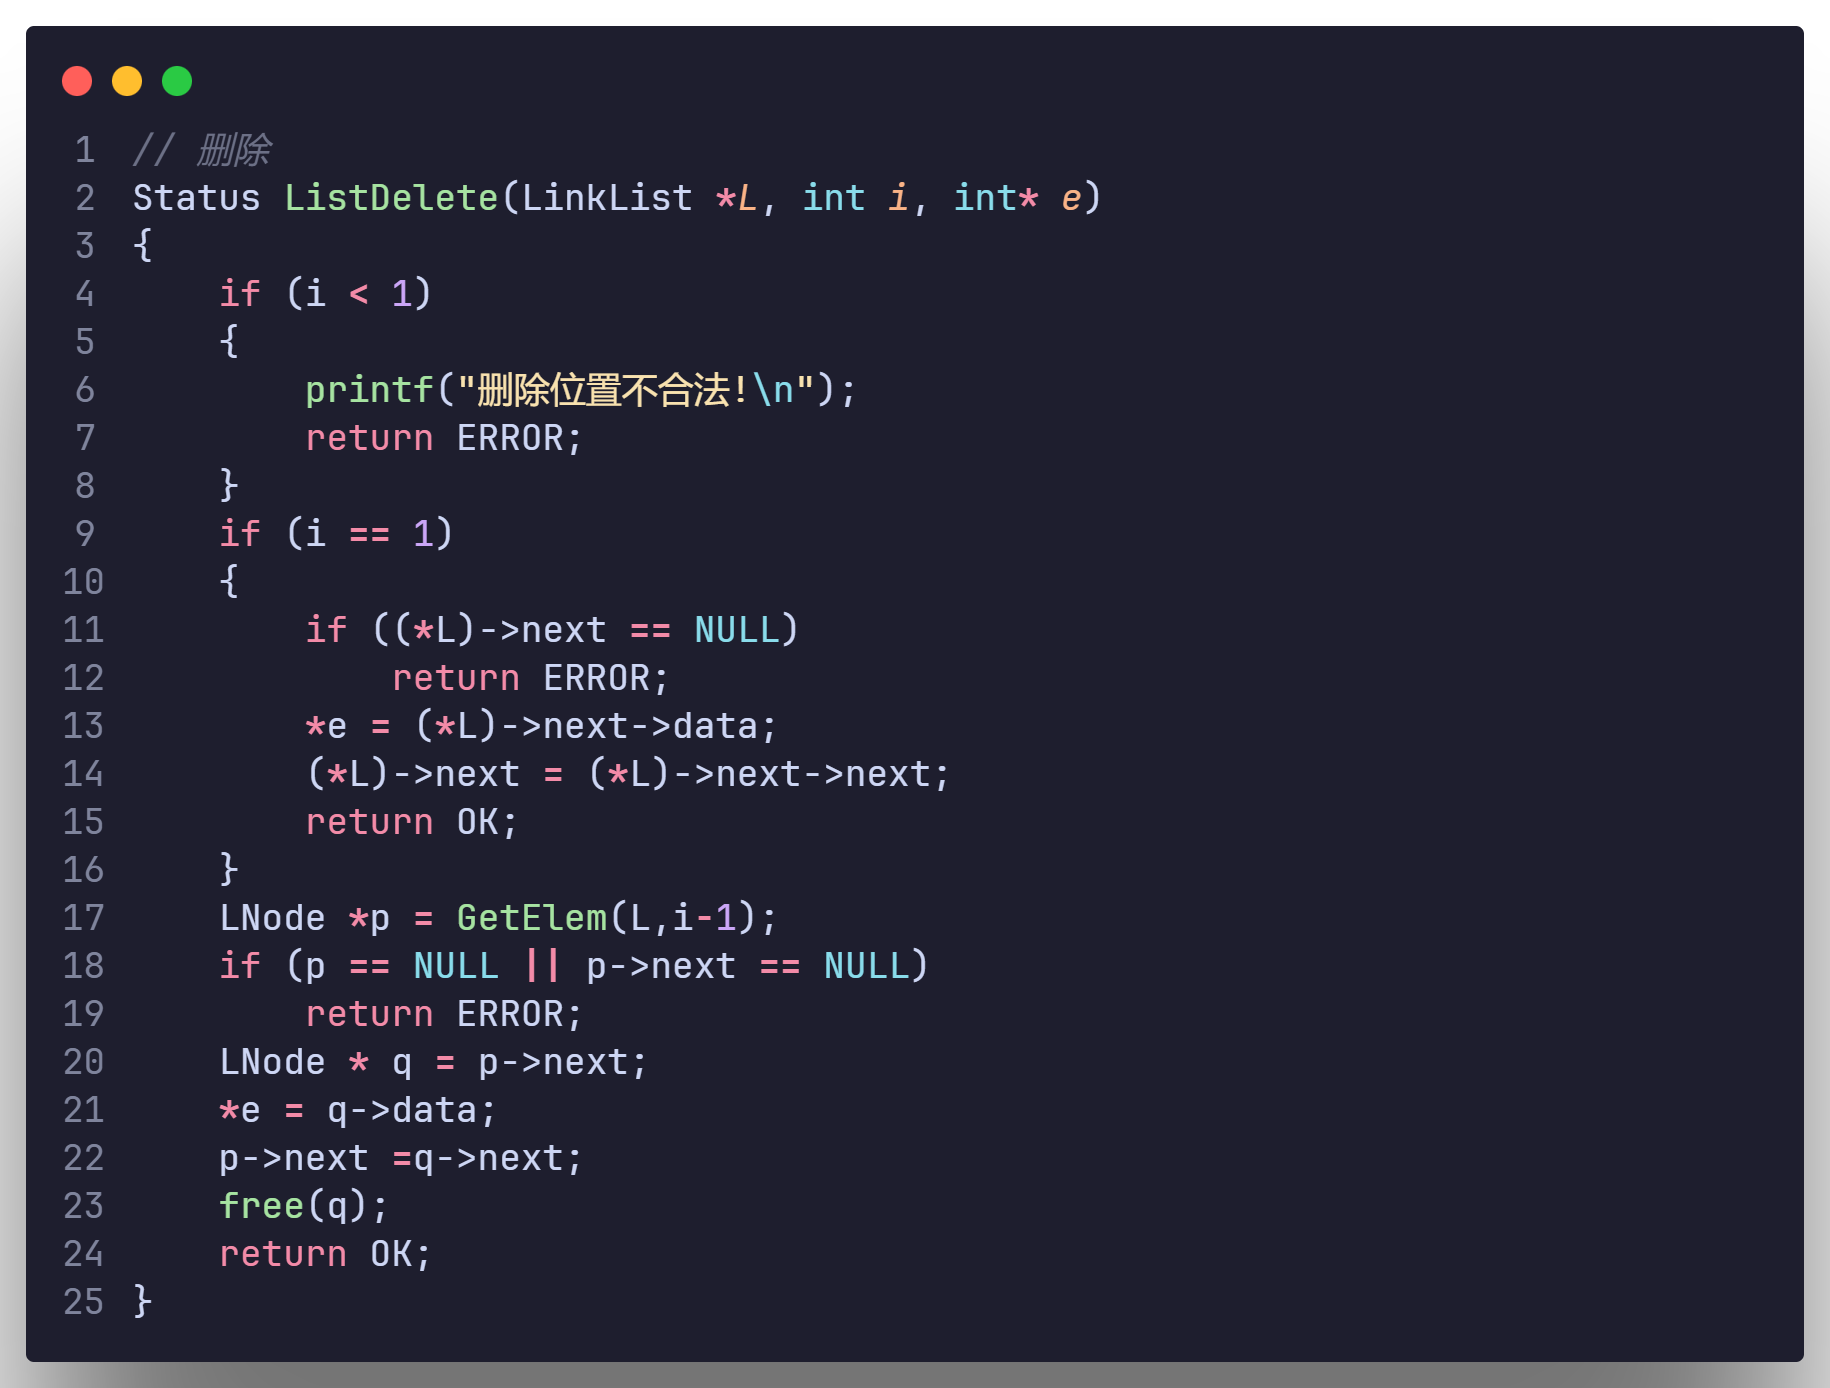 1 // 删除
2 Status ListDelete(LinkList *L, int i, int* e)
3 {
4     if (i < 1)
5     {
6         printf("删除位置不合法!\n");
7         return ERROR;
8     }
9     if (i == 1)
10     {
11         if ((*L)->next == NULL)
12             return ERROR;
13         *e = (*L)->next->data;
14         (*L)->next = (*L)->next->next;
15         return OK;
16     }
17     LNode *p = GetElem(L,i-1);
18     if (p == NULL || p->next == NULL)
19         return ERROR;
20     LNode * q = p->next;
21     *e = q->data;
22     p->next =q->next;
23     free(q);
24     return OK;
25 }